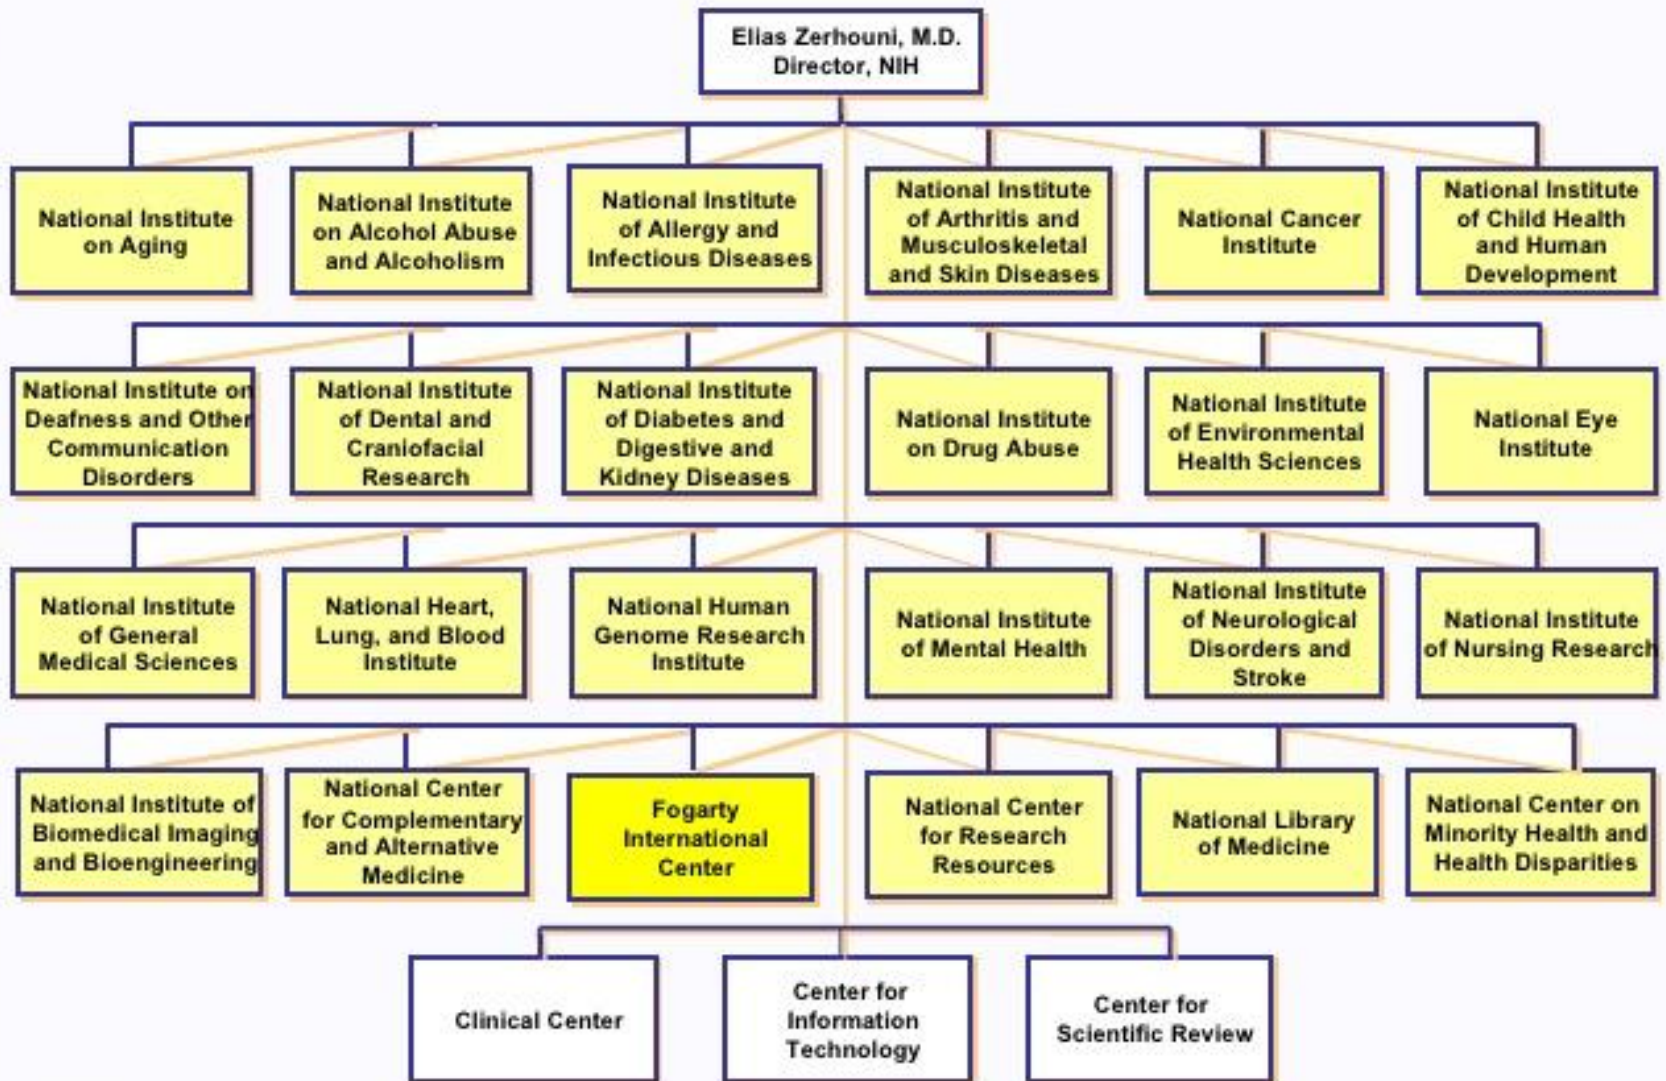 Elias Zerhouni, M.D.
Director, NIH
National Institute
on Aging
National Institute
on Alcohol Abuse
and Alcoholism
National Institute
of Allergy and
Infectious Diseases
National Institute
of Arthritis and
Musculoskeletal
and Skin Diseases
National Cancer
Institute
National Institute
of Child Health
and Human
Development
National Institute on
Deafness and Other
Communication
Disorders
National Institute
of Dental and
Craniofacial
Research
National Institute
of Diabetes and
Digestive and
Kidney Diseases
National Institute
on Drug Abuse
National Institute
of Environmental
Health Sciences
National Eye
Institute
National Institute
of General
Medical Sciences
National Heart,
Lung, and Blood
Institute
National Human
Genome Research
Institute
National Institute
of Mental Health
National Institute
of Neurological
Disorders and
Stroke
National Institute
of Nursing Research
National Institute of
Biomedical Imaging
and Bioengineering
National Center
for Complementary
and Alternative
Medicine
Fogarty
International
Center
National Center
for Research
Resources
National Library
of Medicine
National Center on
Minority Health and
Health Disparities
Clinical Center
Center for
Information
Technology
Center for
Scientific Review